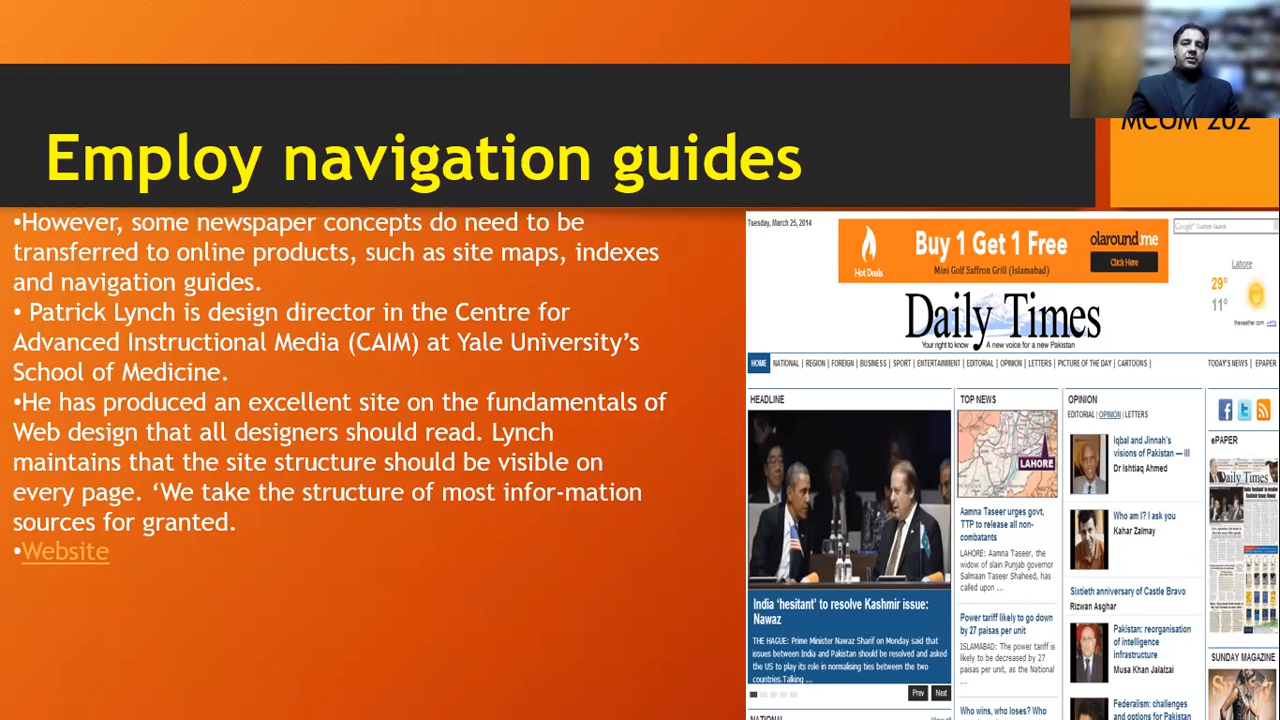 MCOM 202
Employ navigation guides
•However, some newspaper concepts do need to be
transferred to online products, such as site maps, indexes
and navigation guides.
• Patrick Lynch is design director in the Centre for
Advanced Instructional Media (CAIM) at Yale University’s
School of Medicine.
•He has produced an excellent site on the fundamentals of
Web design that all designers should read. Lynch
maintains that the site structure should be visible on
every page. ‘We take the structure of most infor-mation
sources for granted.
•Website
Tuesday, March 25, 2014
Hot Deals
Buy 1 Get 1 Free
Mini Golf Saffron Grill (Islamabad)
olaround.me
Click Here
Google Custom Search
Lahore
29°
11°
theweather.com
Daily Times
Your right to know A new voice for a new Pakistan
HOME NATIONAL | REGION | FOREIGN | BUSINESS | SPORT | ENTERTAINMENT | EDITORIAL | OPINION | LETTERS | PICTURE OF THE DAY | CARTOONS | TODAY'S NEWS | EPAPER
HEADLINE
India ‘hesitant’ to resolve Kashmir issue:
Nawaz
THE HAGUE: Prime Minister Nawaz Sharif on Monday said that
issues between India and Pakistan should be resolved and asked
the US to play its role in normalising ties between the two
countries.Talking ...
Prev Next
NATIONAL
TOP NEWS
LAHORE
Aamna Taseer urges govt,
TTP to release all non-
combatants
LAHORE: Aamna Taseer, the
widow of slain Punjab governor
Salmaan Taseer Shaheed, has
called upon ...
Power tariff likely to go down
by 27 paisas per unit
ISLAMABAD: The power tariff is
likely to be decreased by 27
paisas per unit, as the National
...
Who wins, who loses? Who
OPINION
EDITORIAL | OPINION | LETTERS
Iqbal and Jinnah's
visions of Pakistan — III
Dr Ishtiaq Ahmed
Who am I? I ask you
Kahar Zalmay
Sixtieth anniversary of Castle Bravo
Rizwan Asghar
Pakistan: reorganisation
of intelligence
infrastructure
Musa Khan Jalalzai
Federalism: challenges
and options for Pakistan
ePAPER
Daily Times
SUNDAY MAGAZINE